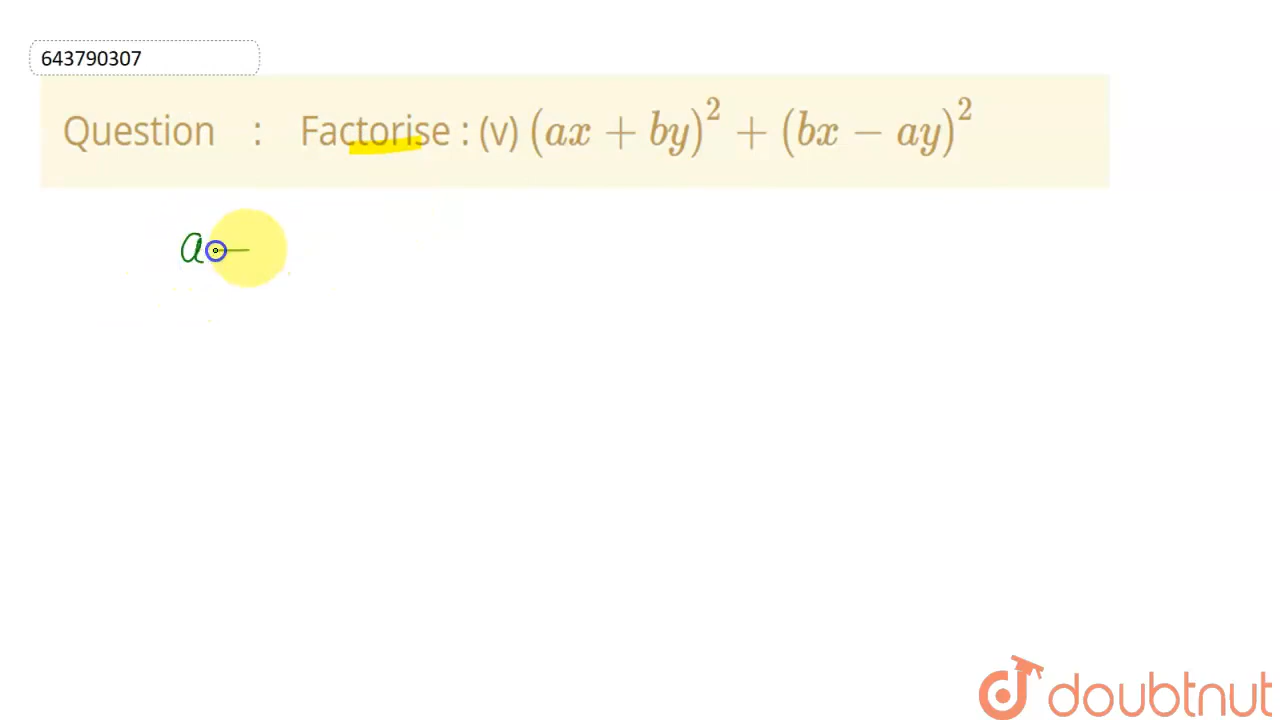 643790307
Question : Factorise : (v) (ax + by)² + (bx − ay)²
a
doubtnut